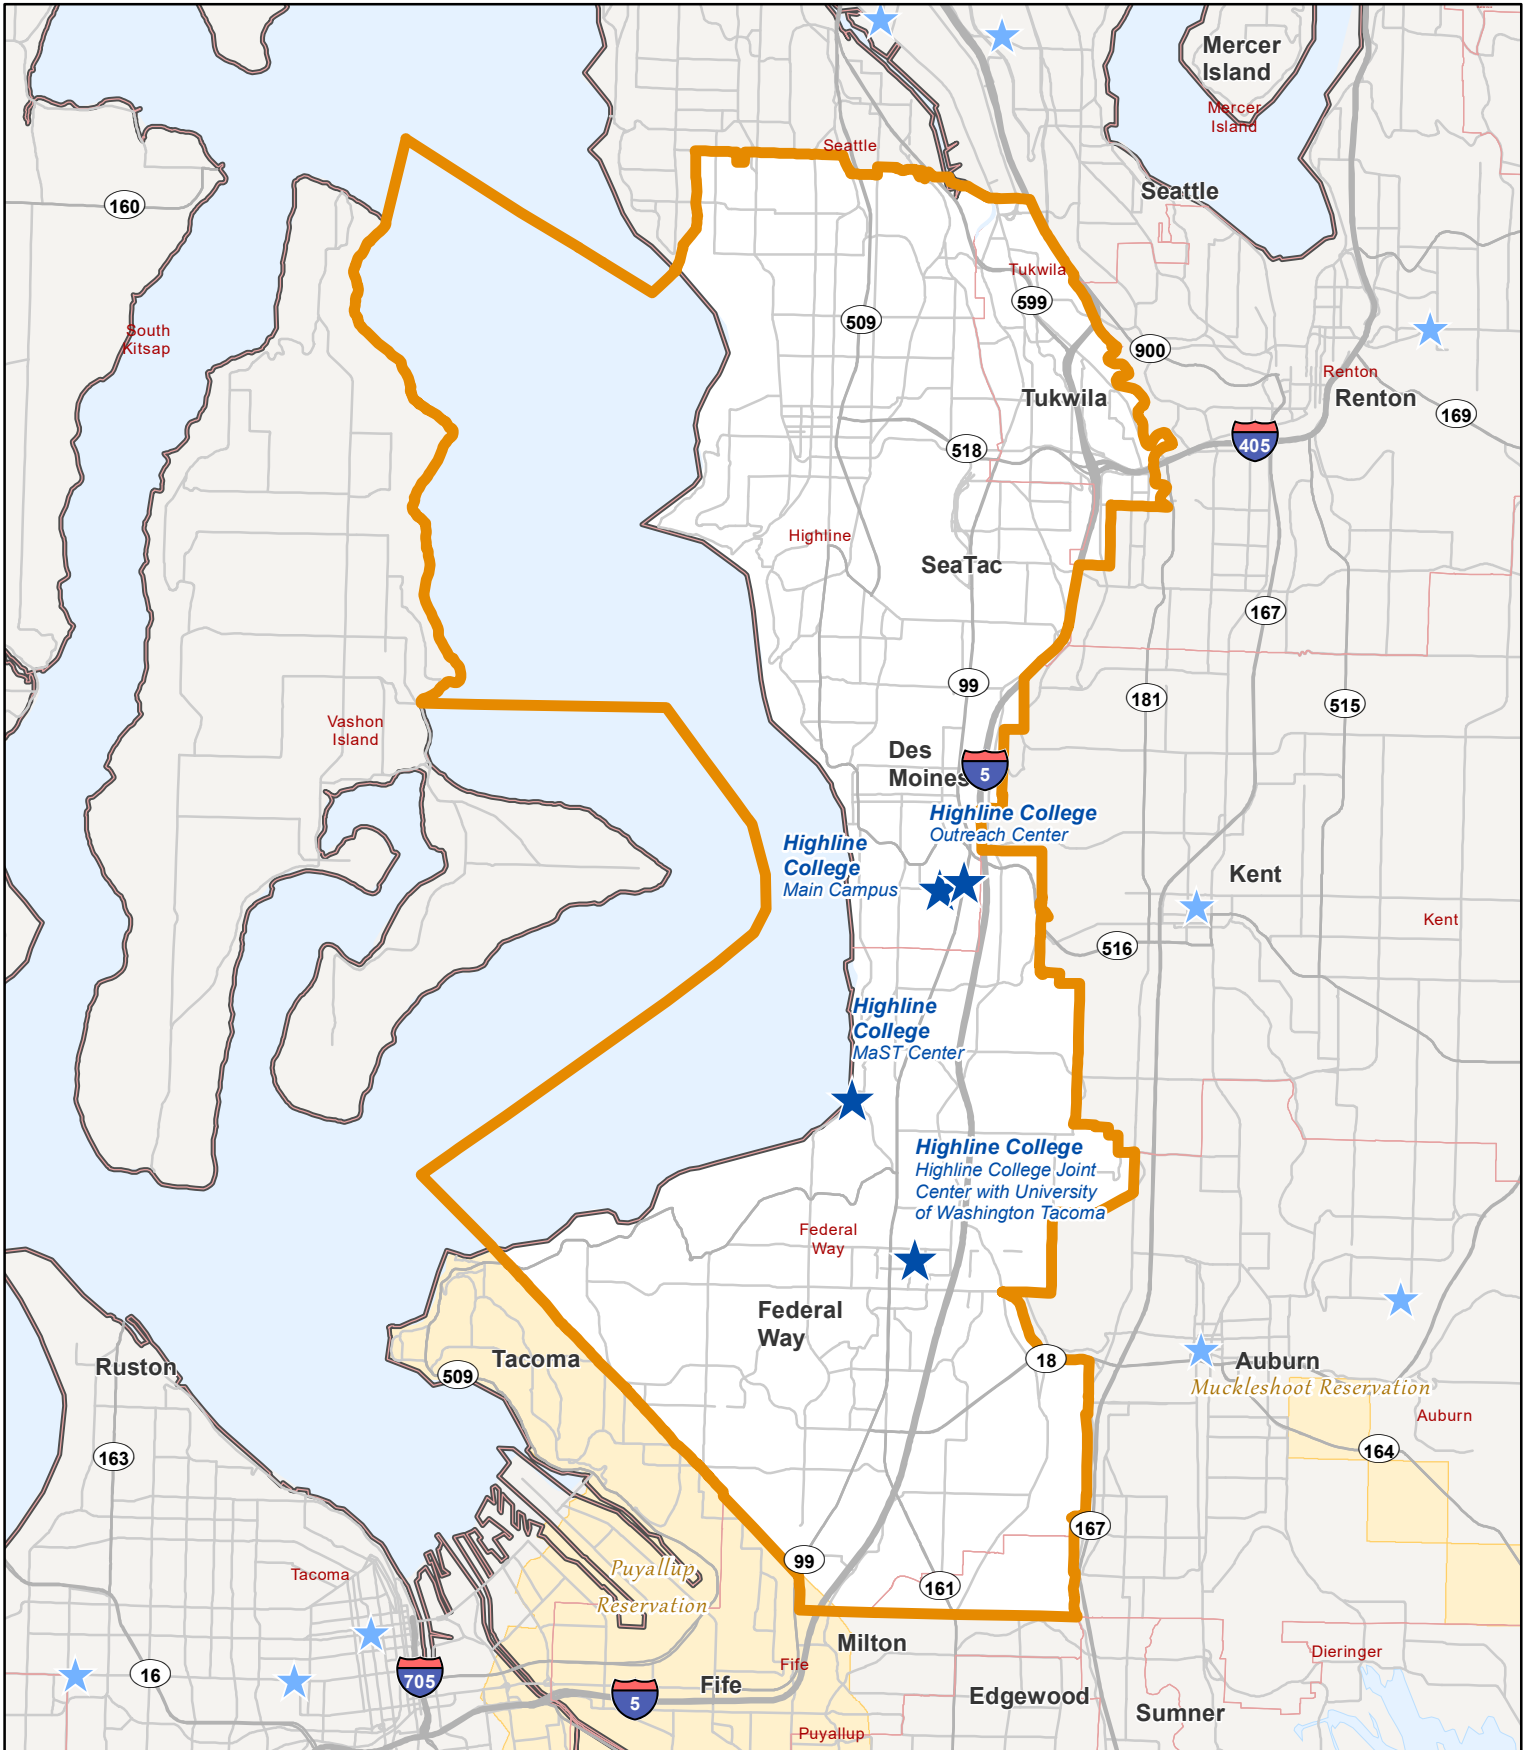 Mercer
Island
Mercer
Island
Seattle
Seattle
160
Tukwila
599
509
South
Kitsap
900
Renton
Renton
Tukwila
169
405
518
Highline
SeaTac
167
99
181
515
Vashon
Island
Des
Moines
5
Highline College
Outreach Center
Highline
College
Main Campus
Kent
Kent
516
Highline
College
MaST Center
Highline College
Highline College Joint
Center with University
of Washington Tacoma
Federal
Way
Federal
Way
Ruston
Tacoma
509
18
Auburn
Muckleshoot Reservation
Auburn
163
164
167
99
Puyallup
Reservation
Tacoma
161
Milton
Dieringer
16
705
Fife
Fife
5
Edgewood
Sumner
Puyallup